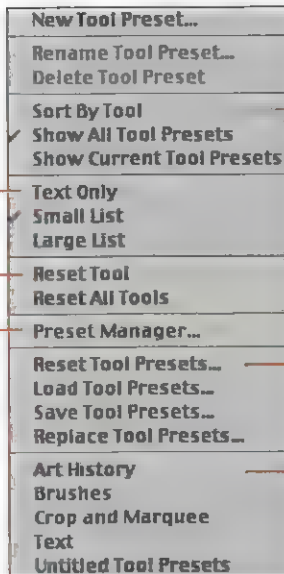 New Tool Preset...
Rename Tool Preset...
Delete Tool Preset
Sort By Tool
Show All Tool Presets
Show Current Tool Presets
Text Only
Small List
Large List
Reset Tool
Reset All Tools
Preset Manager...
Reset Tool Presets...
Load Tool Presets...
Save Tool Presets...
Replace Tool Presets...
Art History
Brushes
Crop and Marquee
Text
Untitled Tool Presets